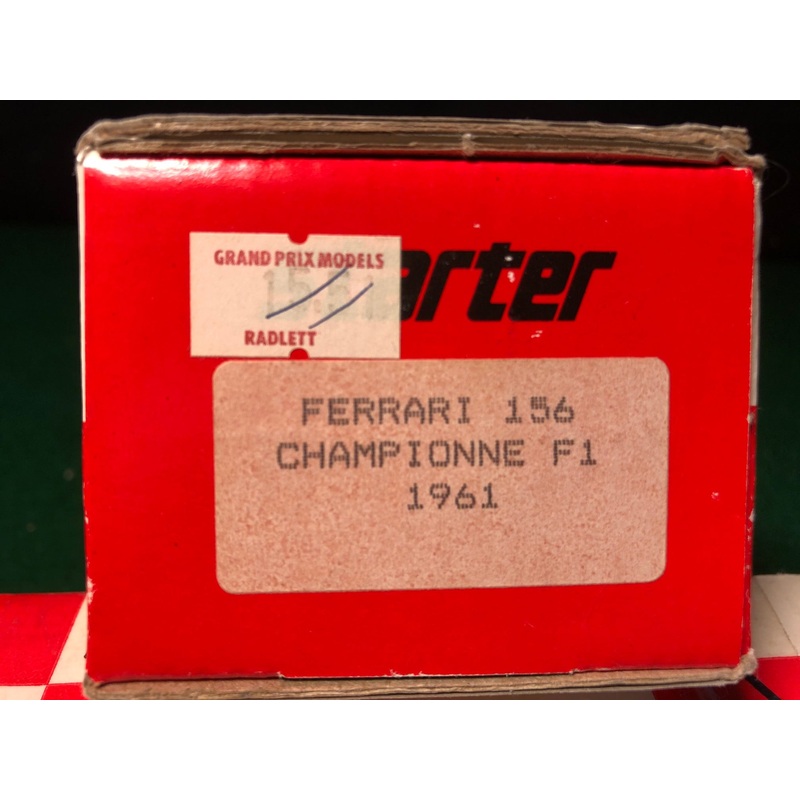 GRAND PRIX MODELS
RADLETT
arter
FERRARI 156
CHAMPIONNE F1
1961